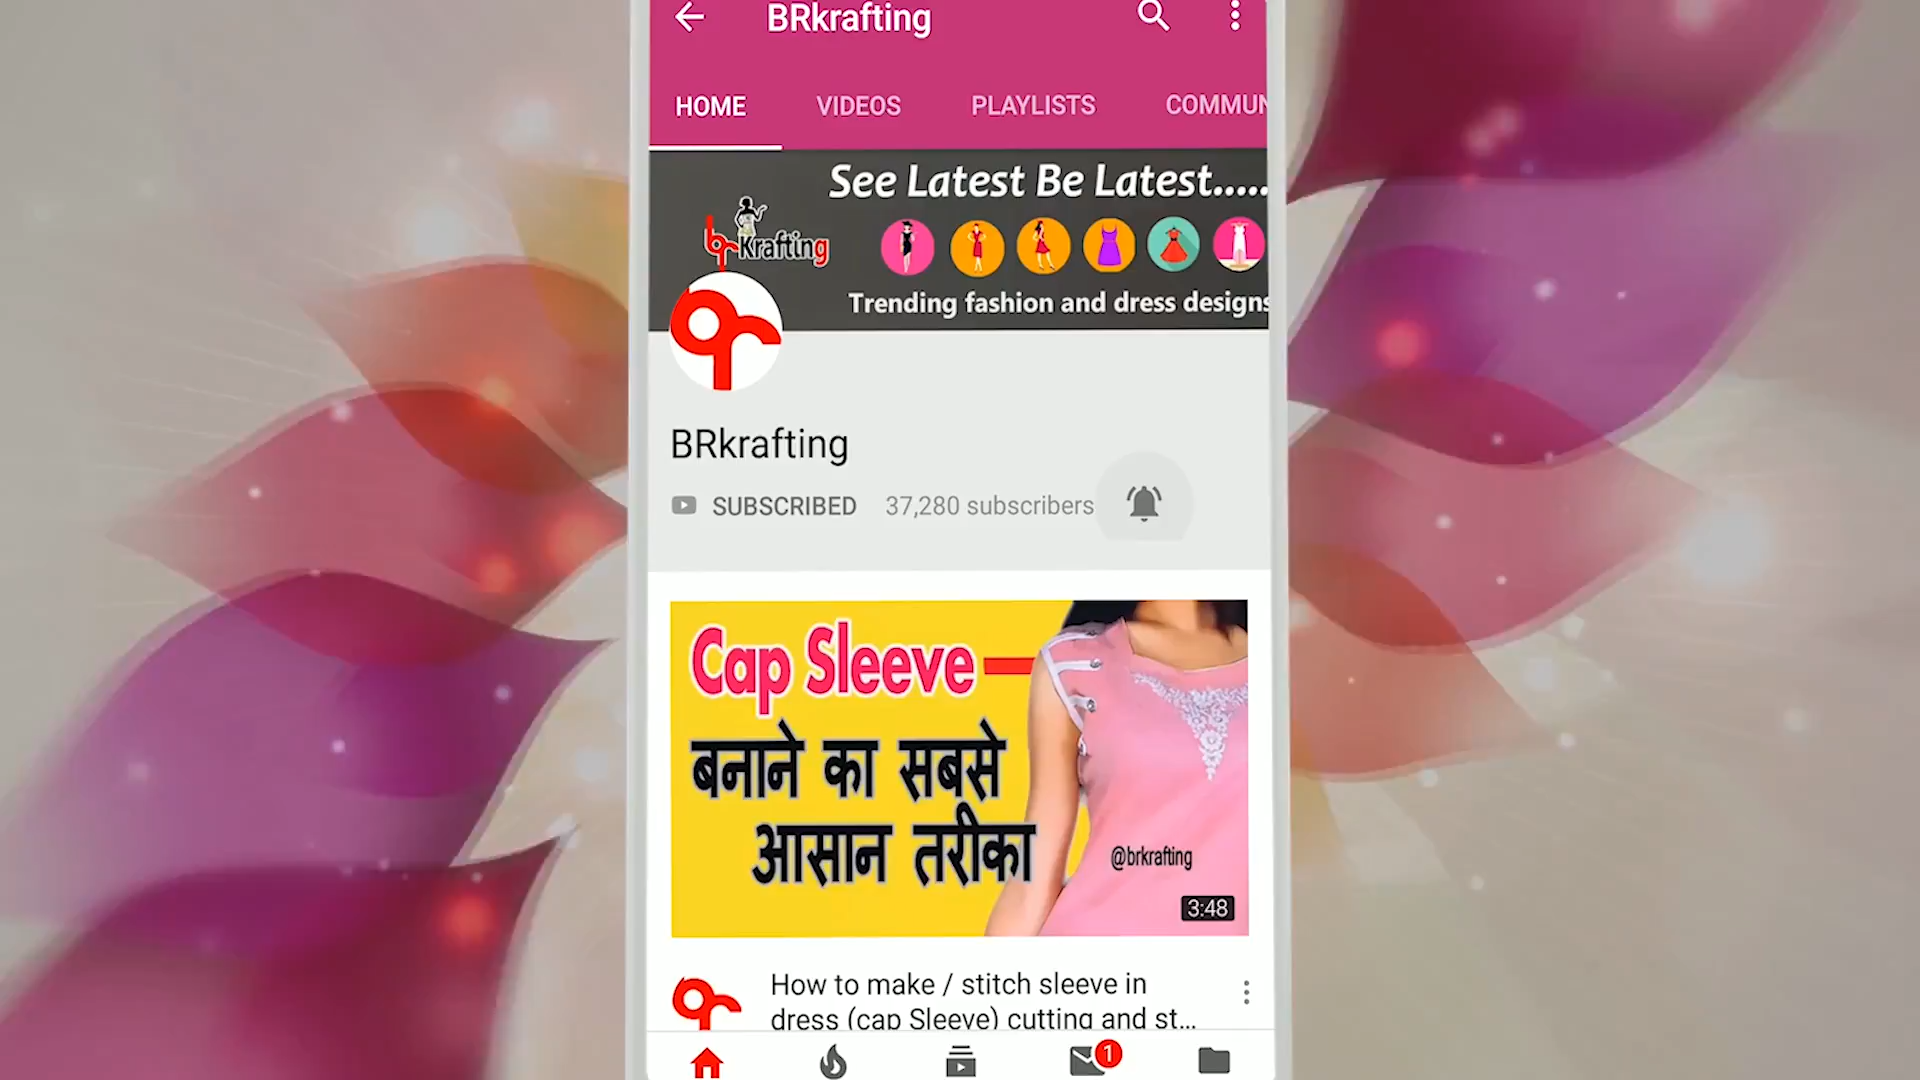 BRkrafting
HOME VIDEOS PLAYLISTS COMMUN
See Latest Be Latest.....
br Krafting
Trending fashion and dress designs
BRkrafting
SUBSCRIBED 37,280 subscribers
Cap Sleeve
बनाने का सबसे
आसान तरीका
@brkrafting
3:48
How to make / stitch sleeve in
dress (cap Sleeve) cutting and st...
1